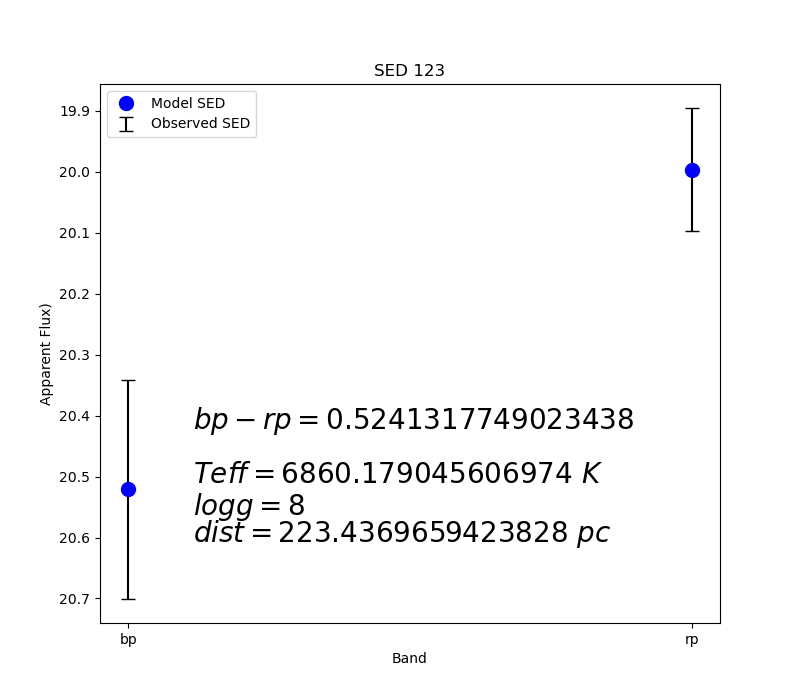 SED 123
Model SED
Observed SED
19.9
20.0
20.1
20.2
20.3
20.4
20.5
20.6
20.7
Apparent Flux)
bp − rp = 0.5241317749023438
Teff = 6860.179045606974 K
logg = 8
dist = 223.4369659423828 pc
bp
rp
Band